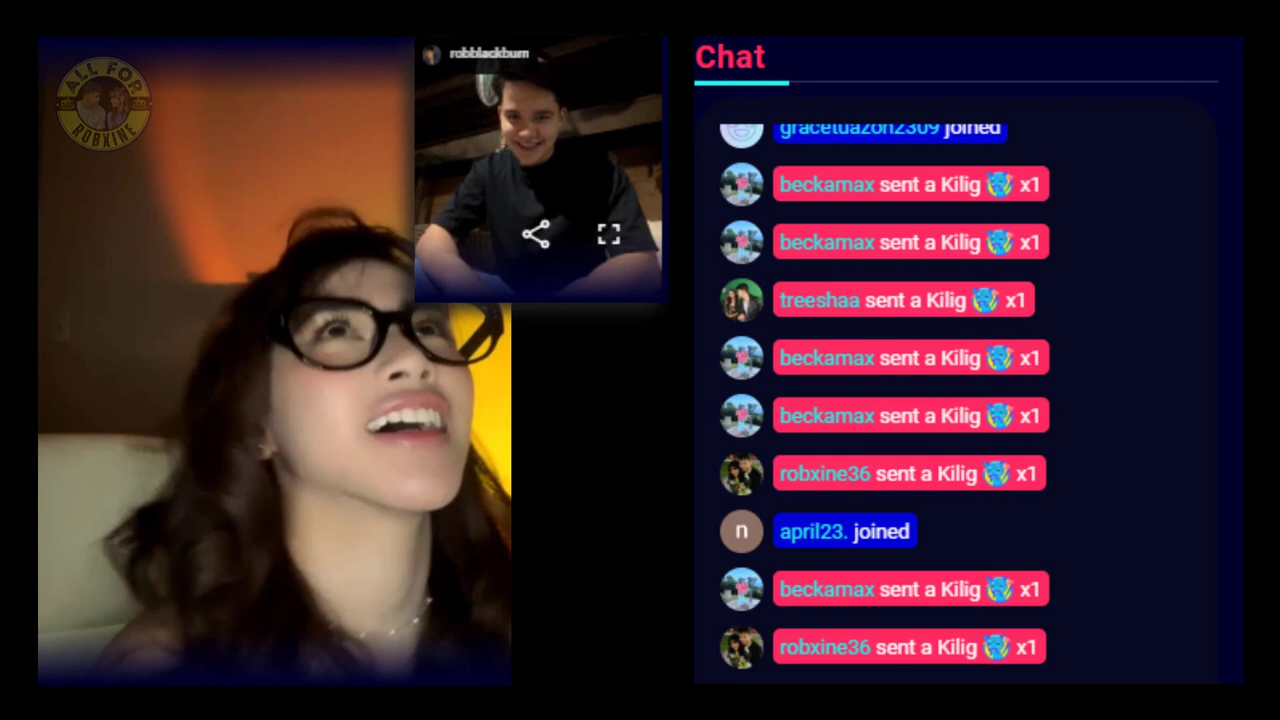 ALL FOR
ROBXINE
robblackburn
Chat
gracetuazon2309 joined
beckamax sent a Kilig x1
beckamax sent a Kilig x1
treeshaa sent a Kilig x1
beckamax sent a Kilig x1
beckamax sent a Kilig x1
robxine36 sent a Kilig x1
n
april23. joined
beckamax sent a Kilig x1
robxine36 sent a Kilig x1